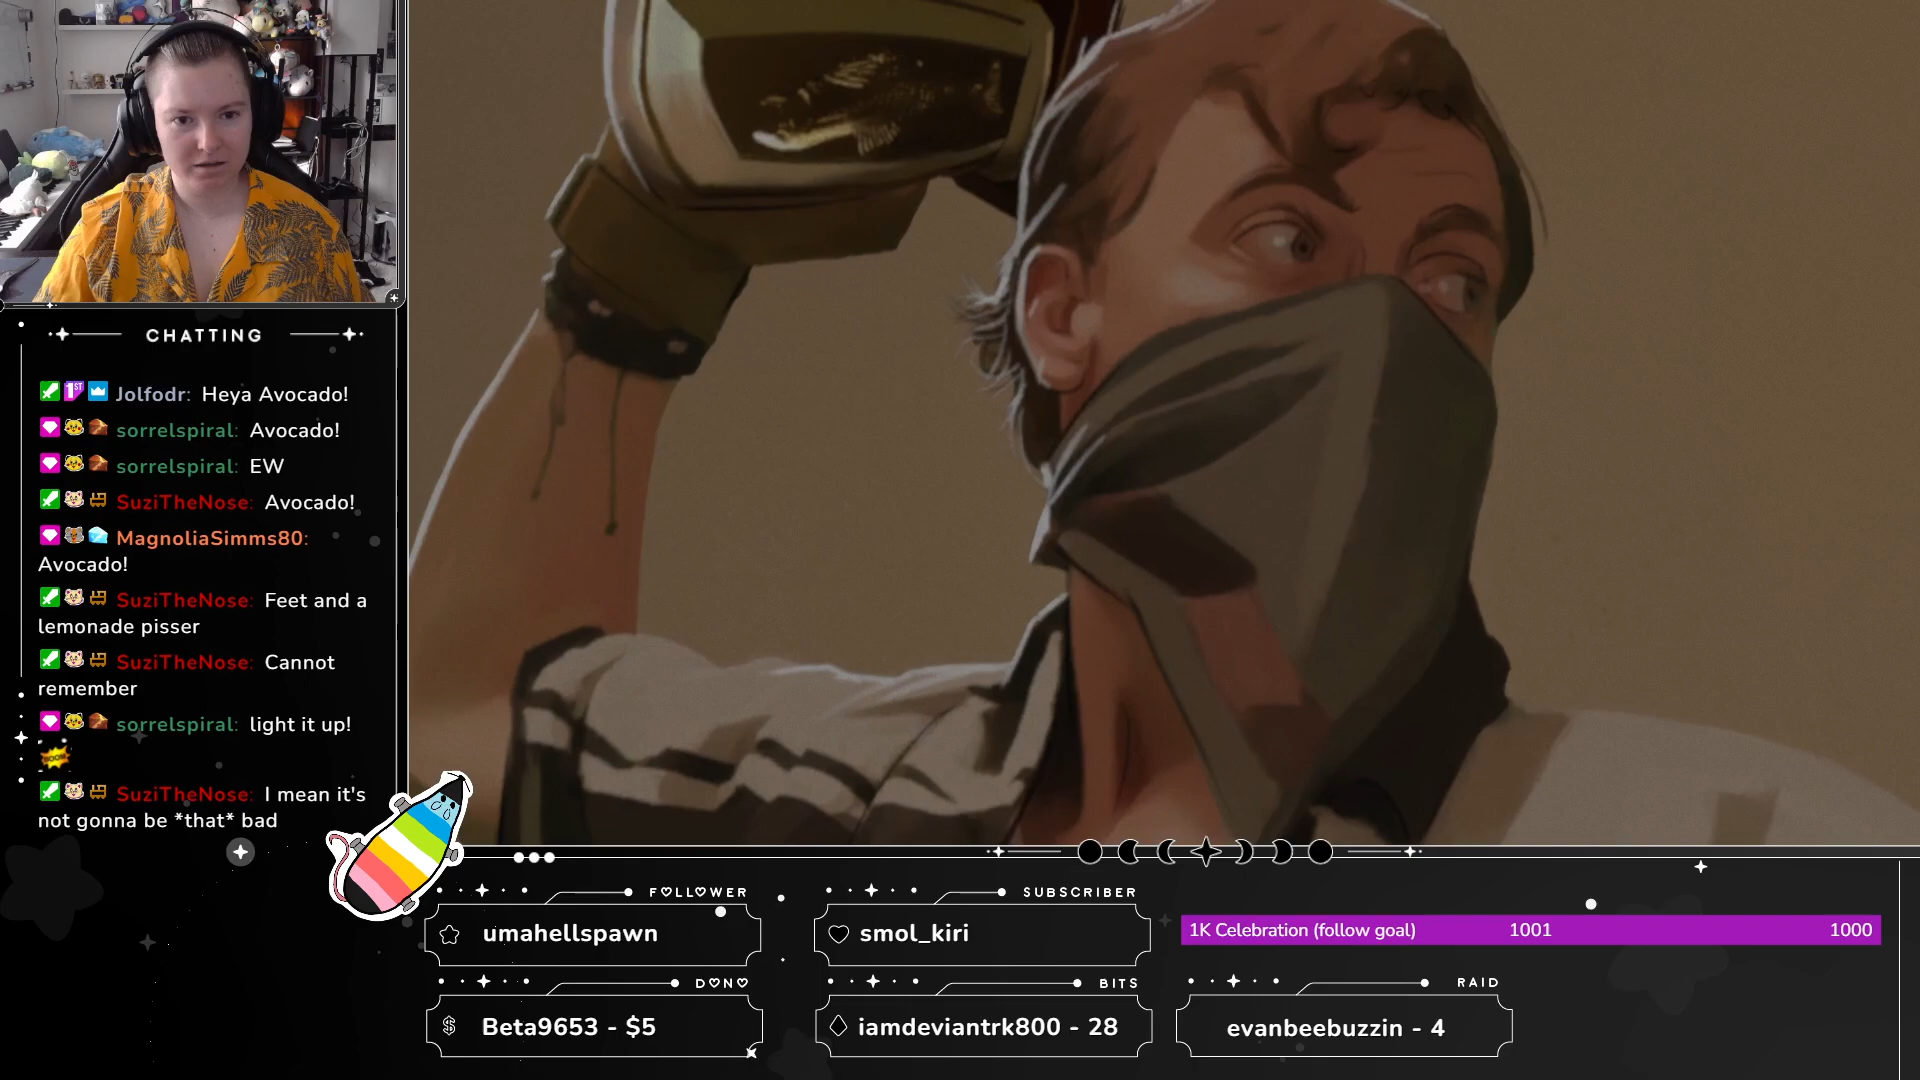 CHATTING
1ST Jolfodr: Heya Avocado!
sorrelspiral: Avocado!
sorrelspiral: EW
SuziTheNose: Avocado!
MagnoliaSimms80:
Avocado!
SuziTheNose: Feet and a
lemonade pisser
SuziTheNose: Cannot
remember
sorrelspiral: light it up!
BOOM
SuziTheNose: I mean it's
not gonna be *that* bad
FOLLOWER
umahellspawn
SUBSCRIBER
smol_kiri
1K Celebration (follow goal) 1001 1000
DONO
Beta9653 - $5
BITS
iamdeviantrk800 - 28
RAID
evanbeebuzzin - 4